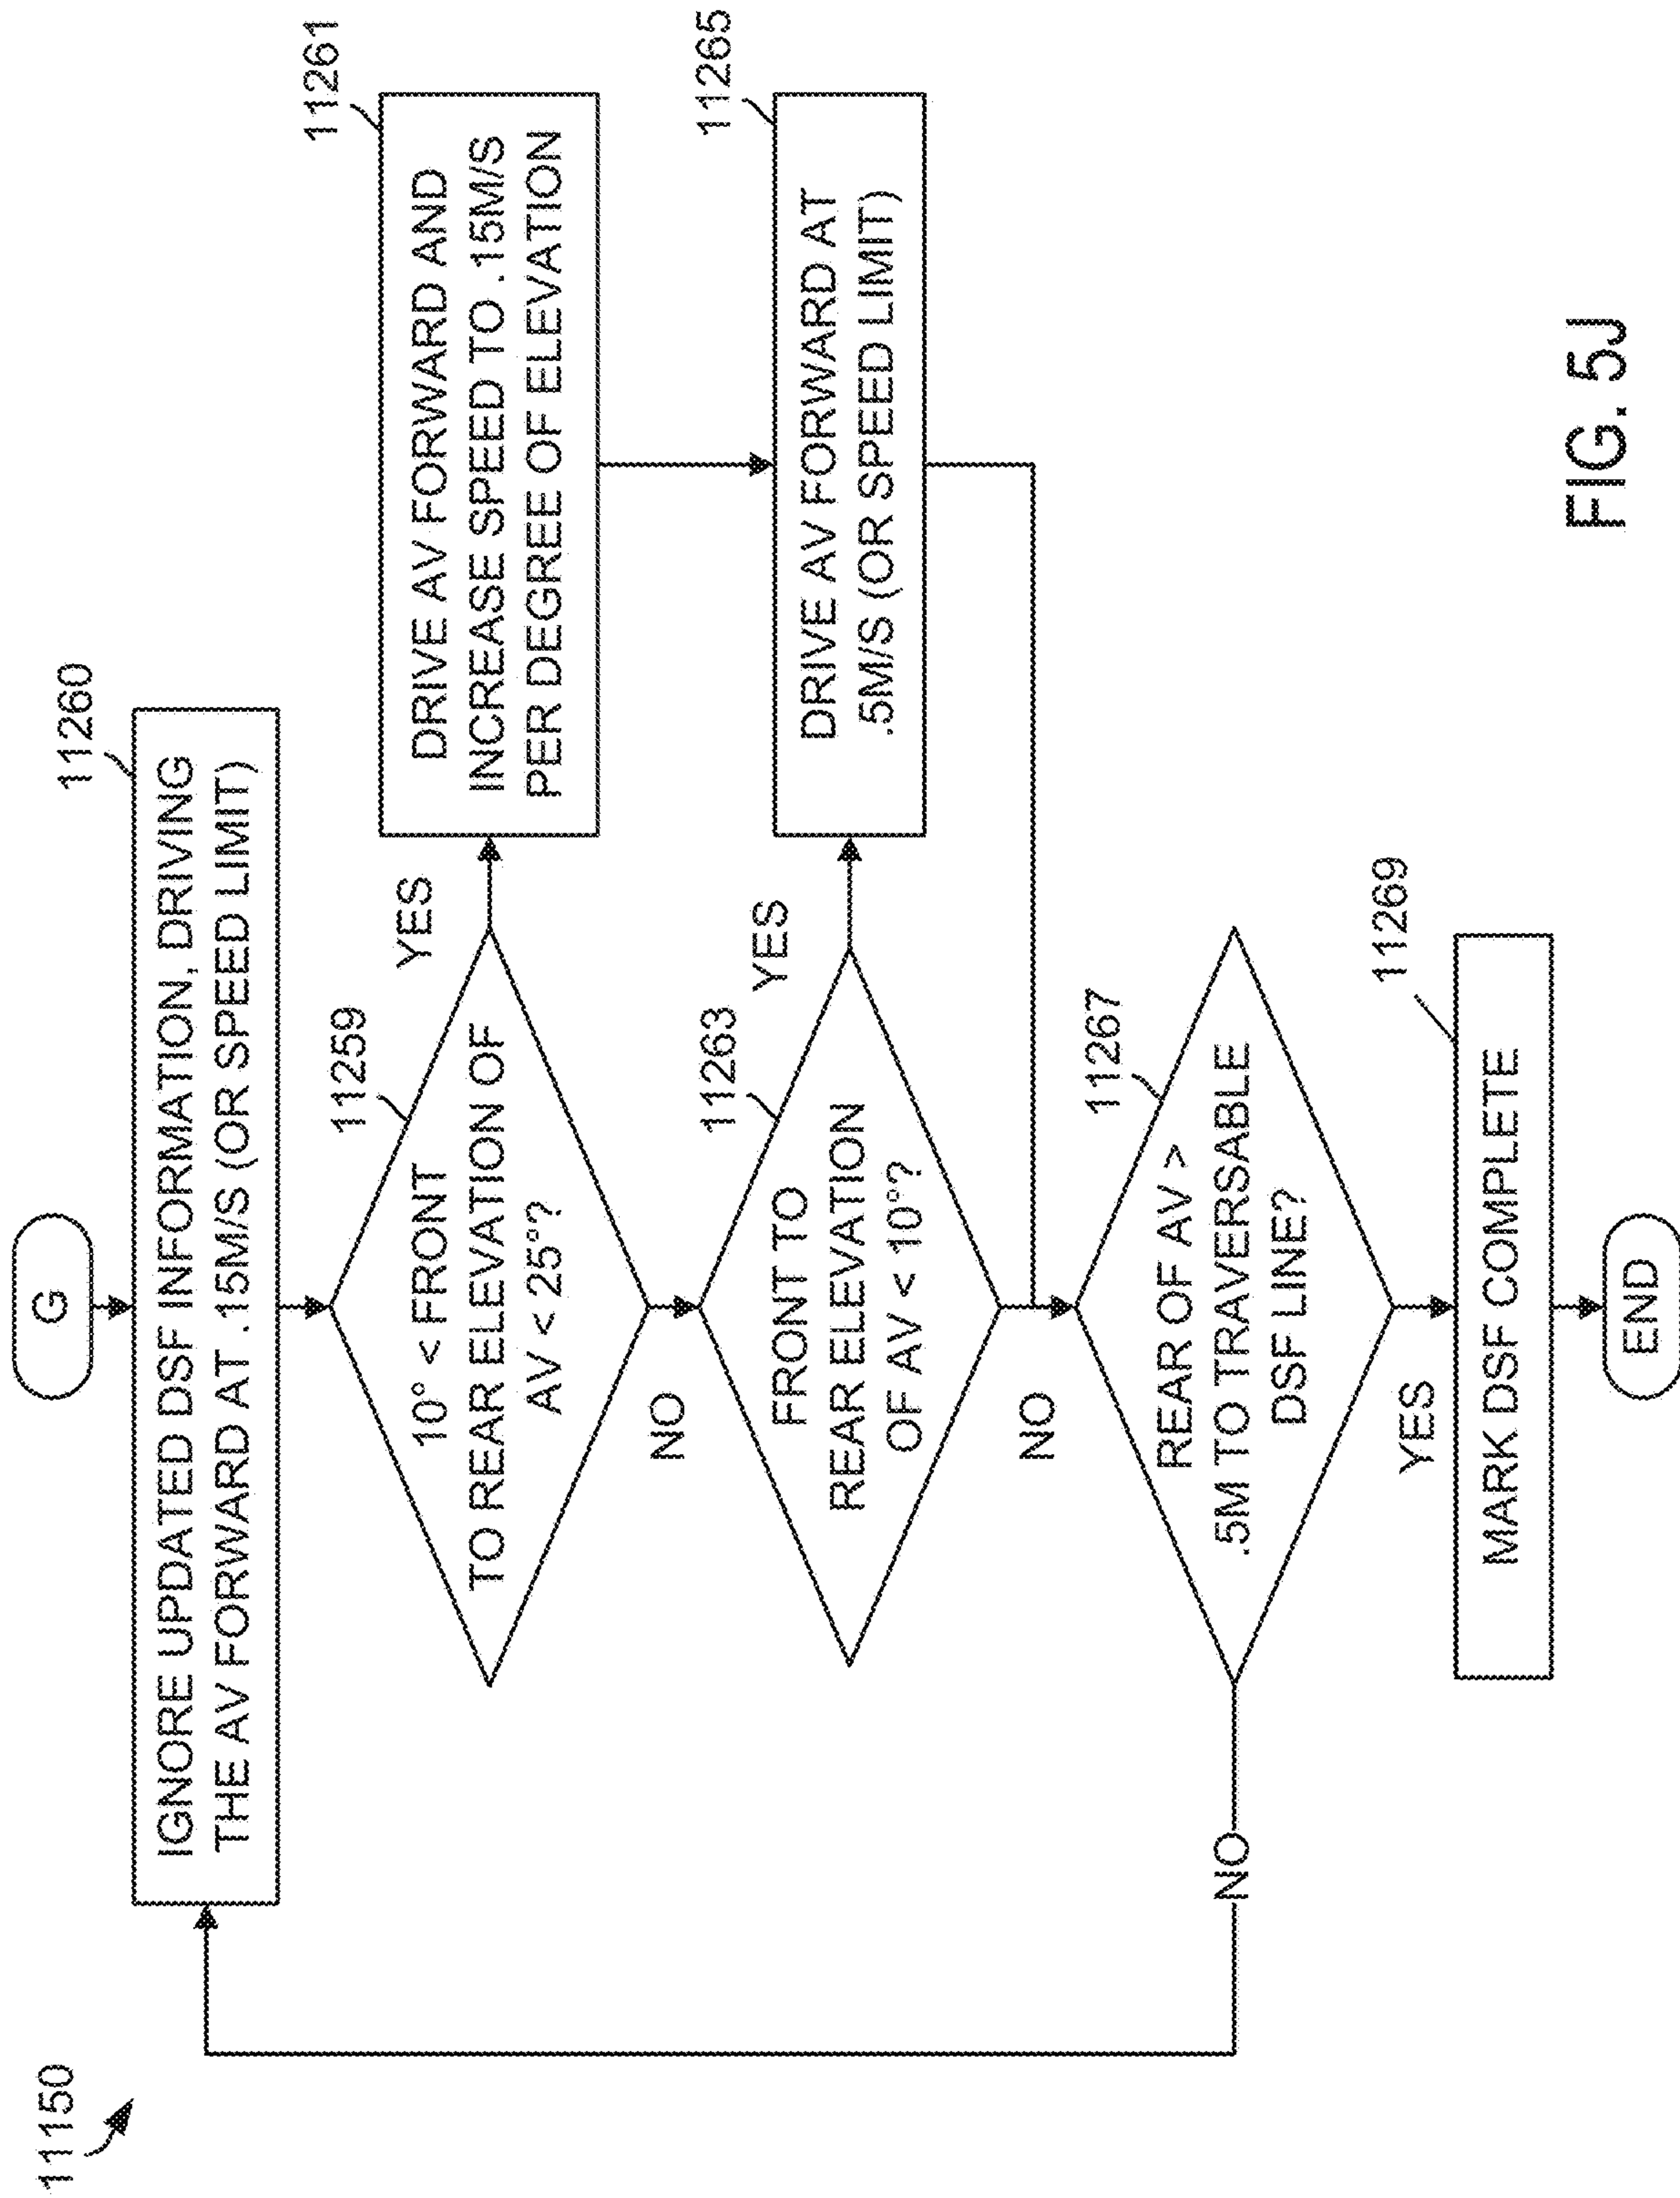 11150
G
11260
IGNORE UPDATED DSF INFORMATION, DRIVING
THE AV FORWARD AT .15M/S (OR SPEED LIMIT)
11259
10° < FRONT
TO REAR ELEVATION OF
AV < 25°?
YES
11261
DRIVE AV FORWARD AND
INCREASE SPEED TO .15M/S
PER DEGREE OF ELEVATION
NO
11263
FRONT TO
REAR ELEVATION
OF AV < 10°?
YES
11265
DRIVE AV FORWARD AT
.5M/S (OR SPEED LIMIT)
NO
11267
REAR OF AV >
.5M TO TRAVERSABLE
DSF LINE?
NO
YES
11269
MARK DSF COMPLETE
END
FIG. 5J